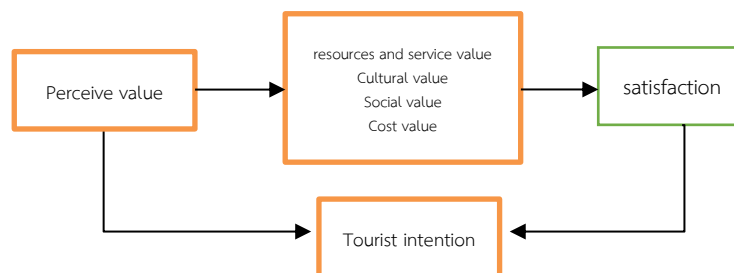 Perceive value
resources and service value
Cultural value
Social value
Cost value
satisfaction
Tourist intention